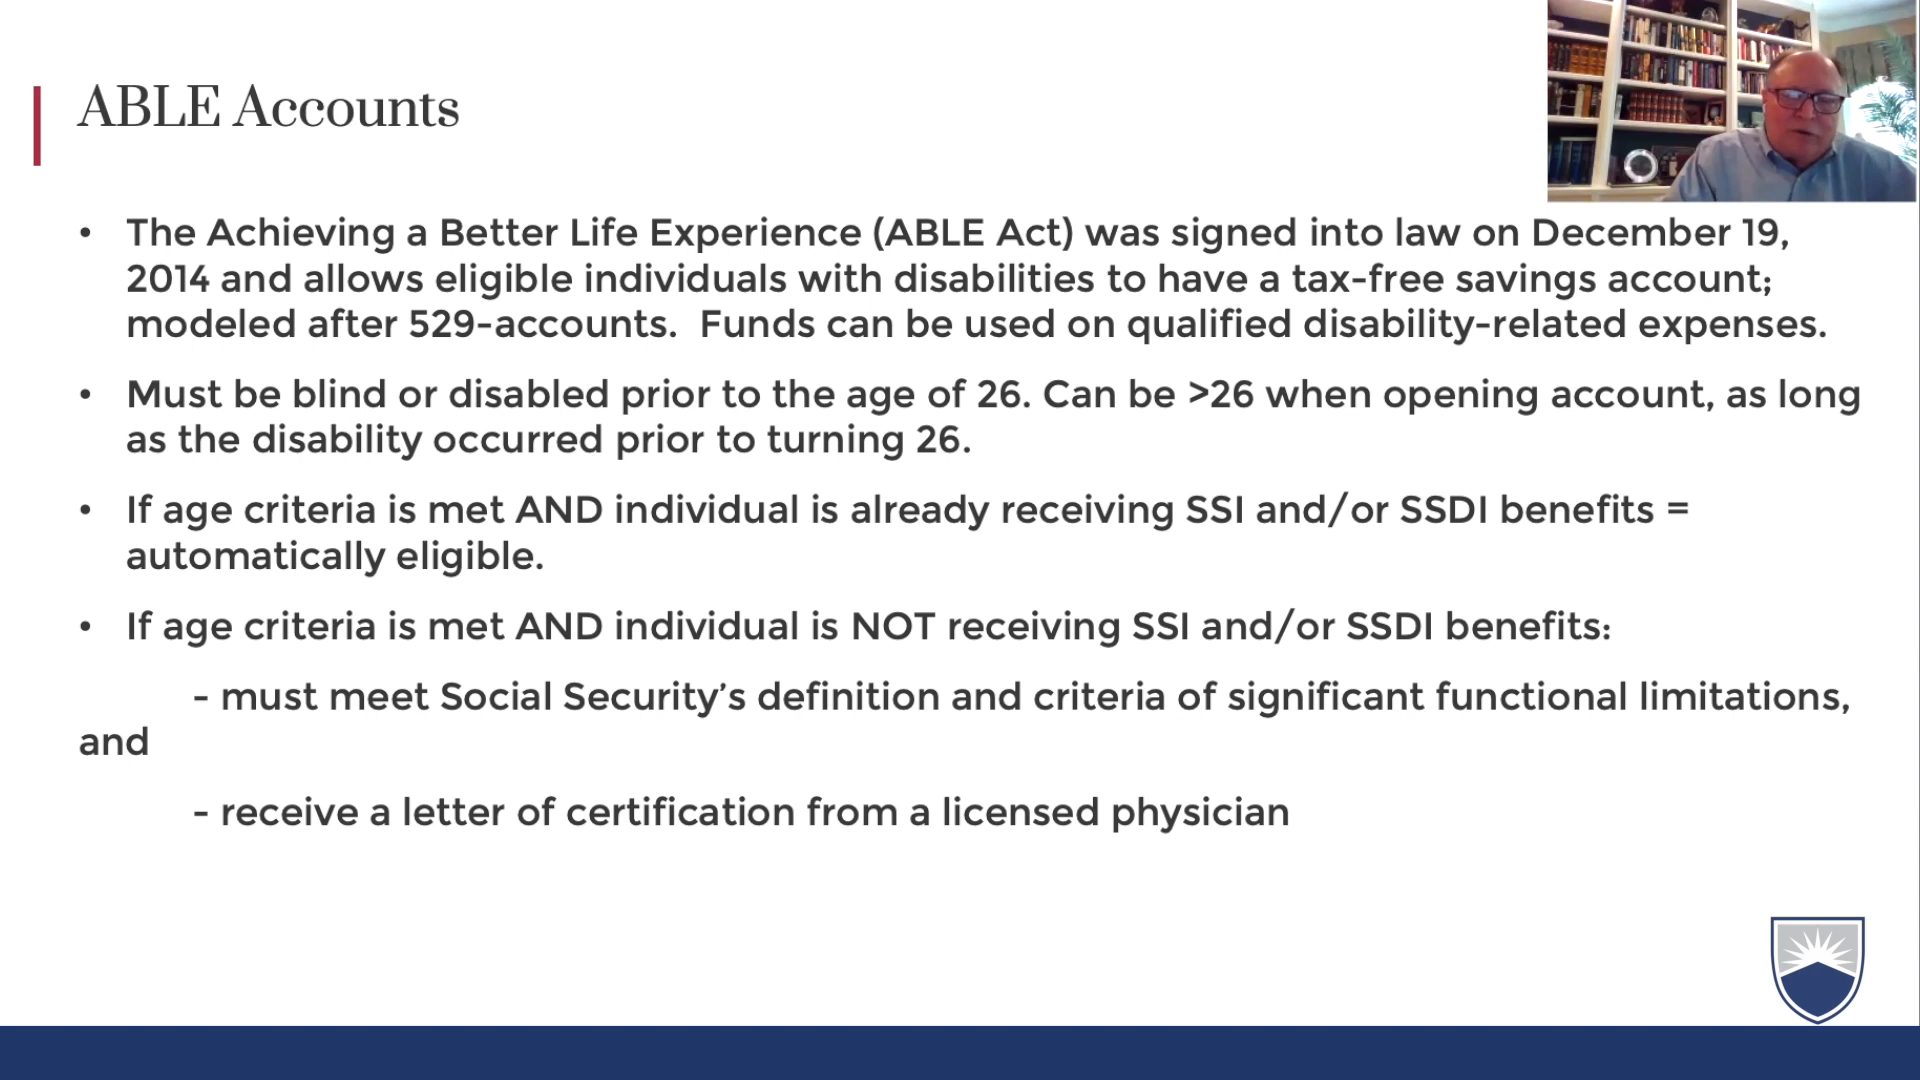 ABLE Accounts
• The Achieving a Better Life Experience (ABLE Act) was signed into law on December 19,
2014 and allows eligible individuals with disabilities to have a tax-free savings account;
modeled after 529-accounts.  Funds can be used on qualified disability-related expenses.
• Must be blind or disabled prior to the age of 26. Can be >26 when opening account, as long
as the disability occurred prior to turning 26.
• If age criteria is met AND individual is already receiving SSI and/or SSDI benefits =
automatically eligible.
• If age criteria is met AND individual is NOT receiving SSI and/or SSDI benefits:
- must meet Social Security’s definition and criteria of significant functional limitations,
and
- receive a letter of certification from a licensed physician